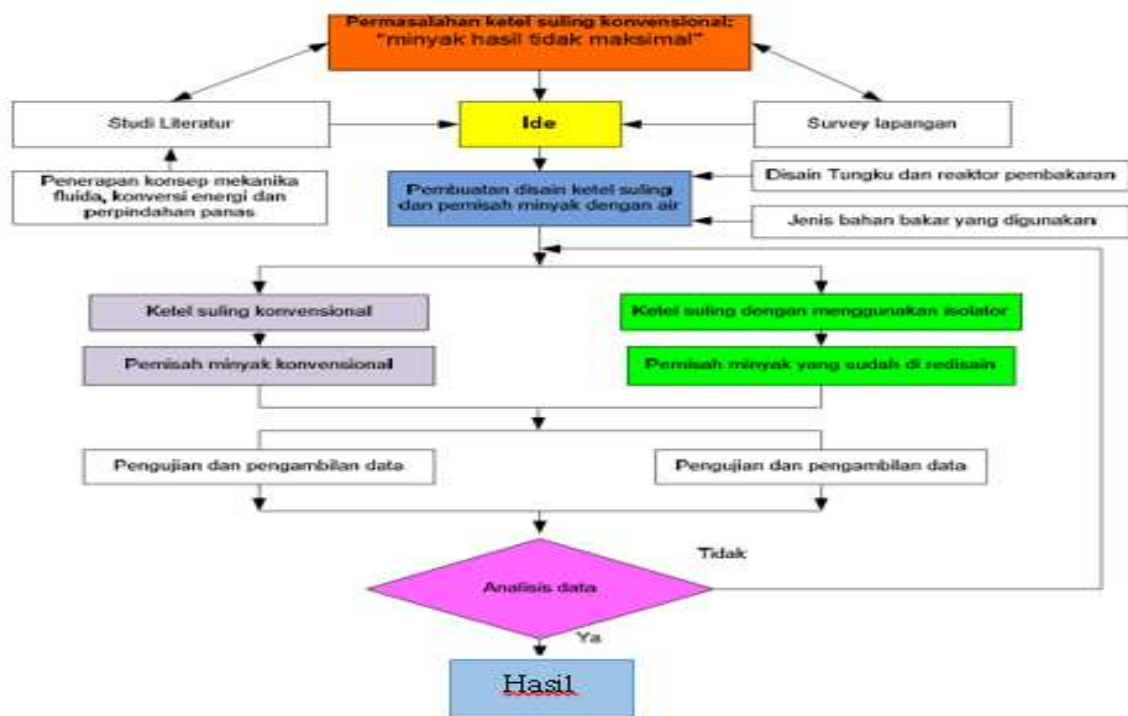 Permasalahan ketel suling konvensional:
"minyak hasil tidak maksimal"
Studi Literatur
Ide
Survey lapangan
Penerapan konsep mekanika
fluida, konversi energi dan
perpindahan panas
Pembuatan disain ketel suling
dan pemisah minyak dengan air
Disain Tungku dan reaktor pembakaran
Jenis bahan bakar yang digunakan
Ketel suling konvensional
Ketel suling dengan menggunakan isolator
Pemisah minyak konvensional
Pemisah minyak yang sudah di redisain
Pengujian dan pengambilan data
Pengujian dan pengambilan data
Tidak
Analisis data
Ya
Hasil